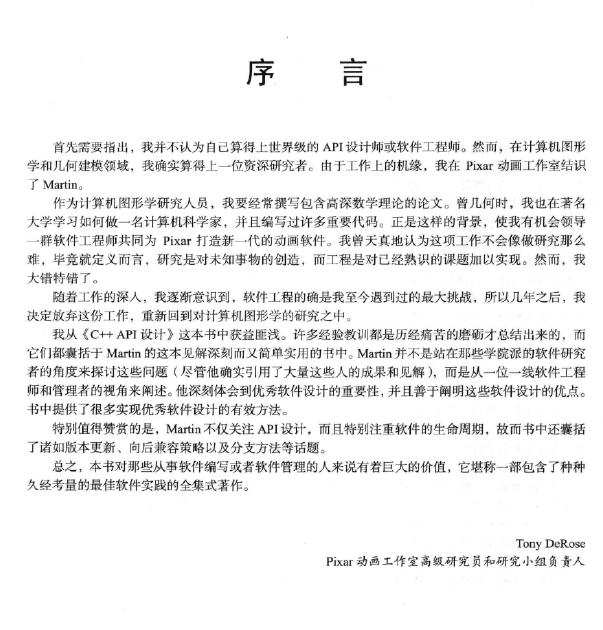 序 言
首先需要指出，我并不认为自己算得上世界级的 API 设计师或软件工程师。然而，在计算机图形
学和几何建模领域，我确实算得上一位资深研究者。由于工作上的机缘，我在 Pixar 动画工作室结识
了 Martin。
作为计算机图形学研究人员，我要经常撰写包含高深数学理论的论文。曾几何时，我也在著名
大学学习如何做一名计算机科学家，并且编写过许多重要代码。正是这样的背景，使我有机会领导
一群软件工程师共同为 Pixar 打造新一代的动画软件。我曾天真地认为这项工作不会像做研究那么
难，毕竟就定义而言，研究是对未知事物的创造，而工程是对已经熟识的课题加以实现。然而，我
大错特错了。
随着工作的深入，我逐渐意识到，软件工程的确是我至今遇到过的最大挑战，所以几年之后，我
决定放弃这份工作，重新回到对计算机图形学的研究之中。
我从《C++ API 设计》这本书中获益匪浅。许多经验教训都是历经痛苦的磨砺才总结出来的，而
它们都囊括于 Martin 的这本见解深刻而又简单实用的书中。Martin 并不是站在那些学院派的软件研究
者的角度来探讨这些问题（尽管他确实引用了大量这些人的成果和见解），而是从一位一线软件工程
师和管理者的视角来阐述。他深刻体会到优秀软件设计的重要性，并且善于阐明这些软件设计的优点。
书中提供了很多实现优秀软件设计的有效方法。
特别值得赞赏的是，Martin 不仅关注 API 设计，而且特别注重软件的生命周期，故而书中还囊括
了诸如版本更新、向后兼容策略以及分支方法等话题。
总之，本书对那些从事软件编写或者软件管理的人来说有着巨大的价值，它堪称一部包含了种种
久经考量的最佳软件实践的全集式著作。
Tony DeRose
Pixar 动画工作室高级研究员和研究小组负责人